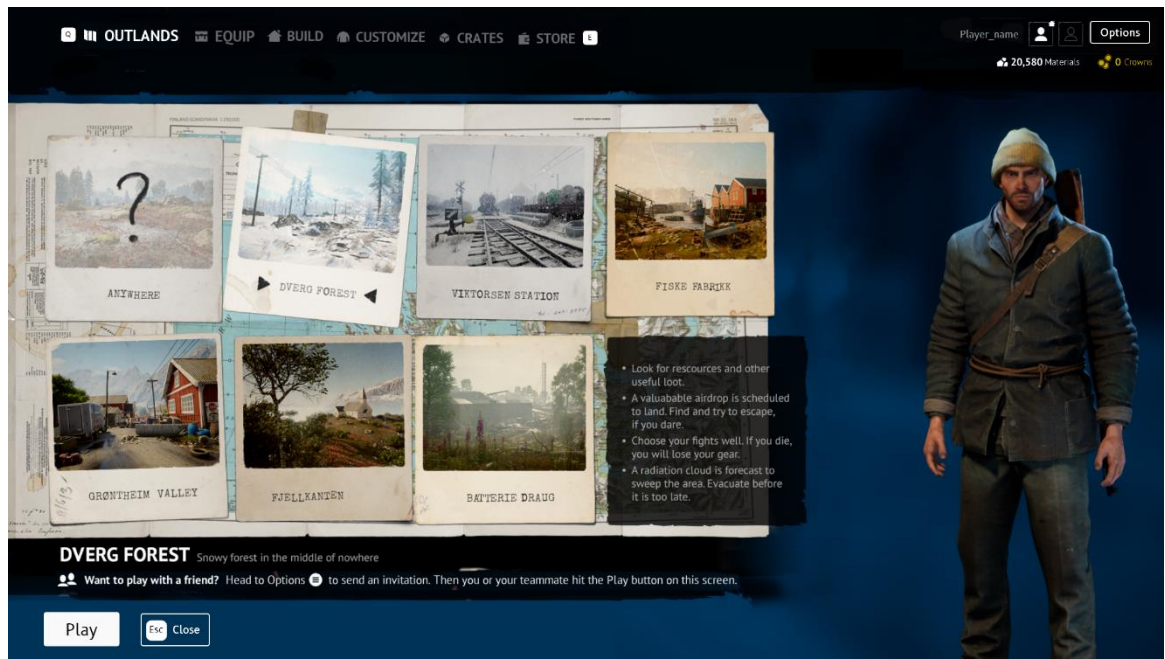 Q OUTLANDS EQUIP BUILD CUSTOMIZE CRATES STORE E
Player_name Options
20,580 Materials 0 Crowns
?
ANYWHERE
DVERG FOREST
VIKTORSEN STATION
FISKE FABRIKK
GRØNTHEIM VALLEY
FJELLKANTEN
BATTERIE DRAUG
• Look for rescources and other
useful loot.
• A valuabable airdrop is scheduled
to land. Find and try to escape,
if you dare.
• Choose your fights well. If you die,
you will lose your gear.
• A radiation cloud is forecast to
sweep the area. Evacuate before
it is too late.
DVERG FOREST Snowy forest in the middle of nowhere
Want to play with a friend? Head to Options to send an invitation. Then you or your teammate hit the Play button on this screen.
Play Esc Close